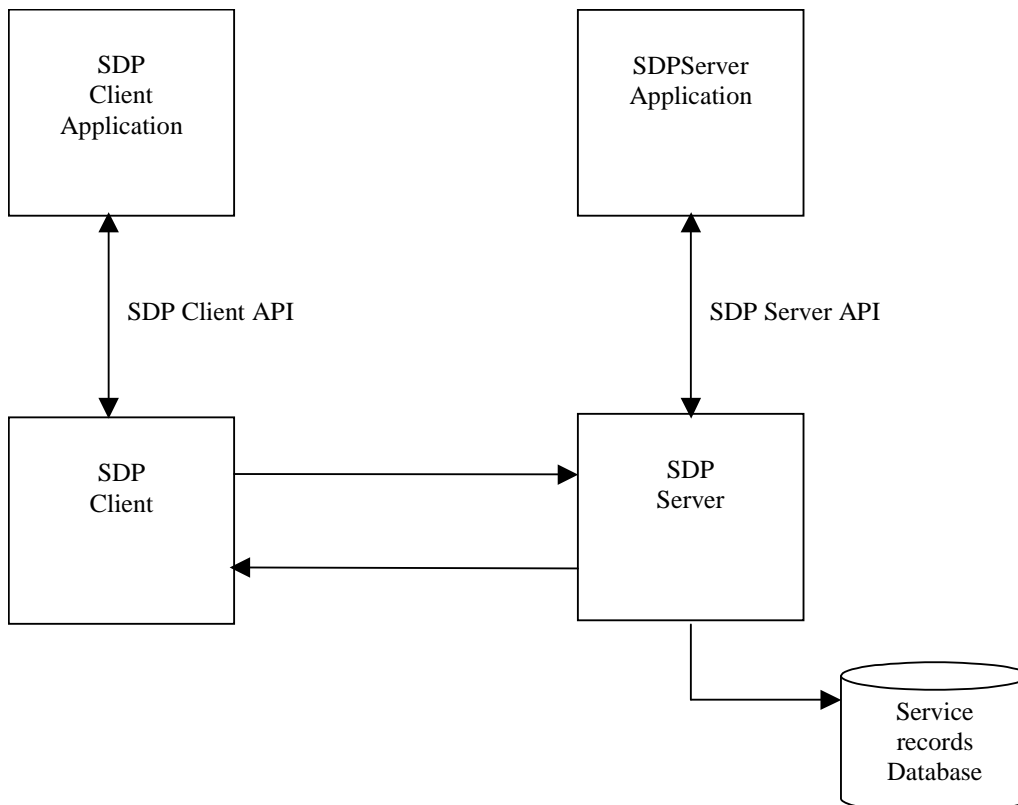 SDP
Client
Application
SDPServer
Application
SDP Client API
SDP Server API
SDP
Client
SDP
Server
Service
records
Database